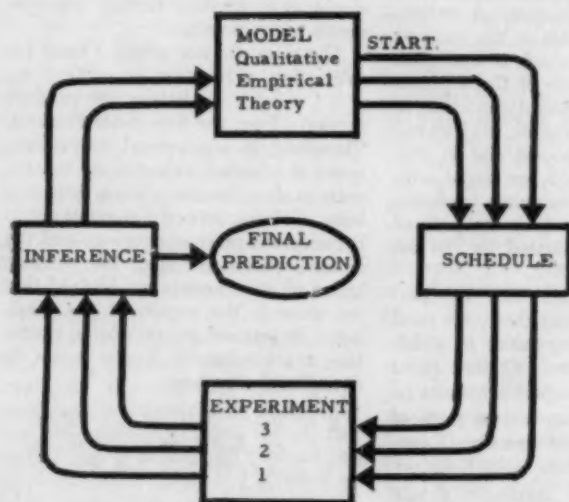 MODEL
Qualitative
Empirical
Theory
START.
SCHEDULE
EXPERIMENT
3
2
1
INFERENCE
FINAL
PREDICTION